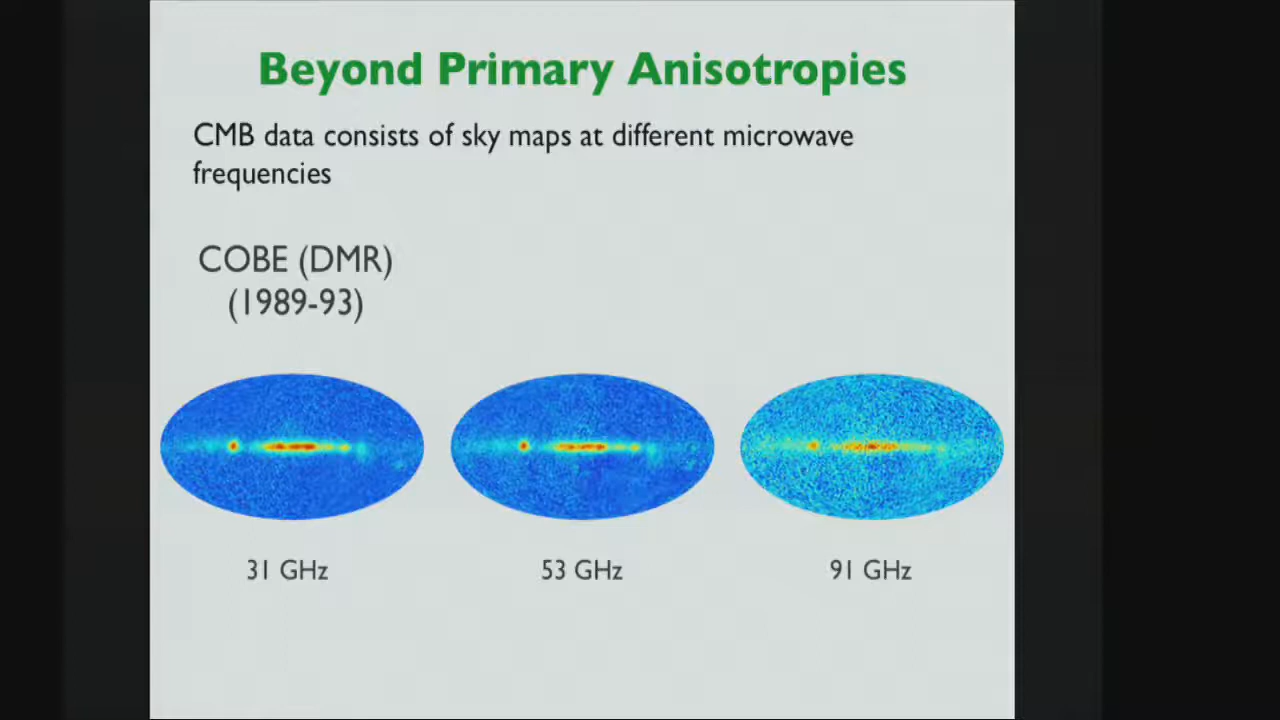 Beyond Primary Anisotropies
CMB data consists of sky maps at different microwave
frequencies
COBE (DMR)
(1989-93)
31 GHz
53 GHz
91 GHz